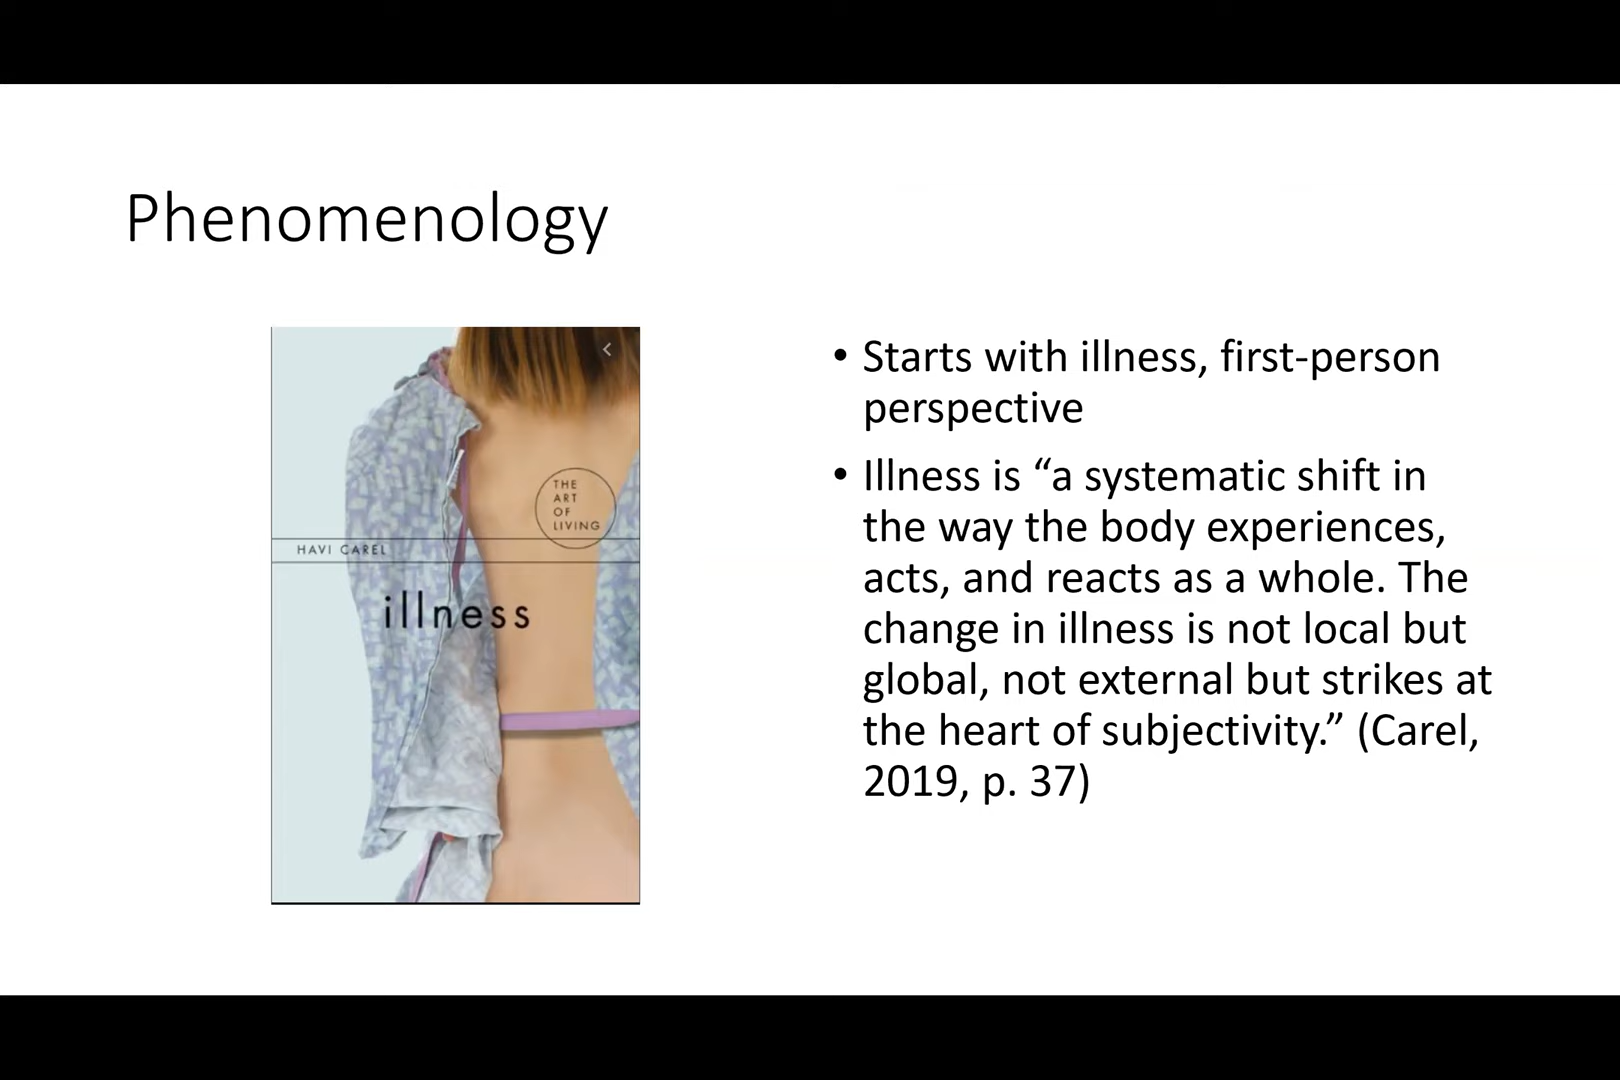 Phenomenology
THE
ART
OF
LIVING
HAVI CAREL
illness
• Starts with illness, first-person
perspective
• Illness is “a systematic shift in
the way the body experiences,
acts, and reacts as a whole. The
change in illness is not local but
global, not external but strikes at
the heart of subjectivity.” (Carel,
2019, p. 37)